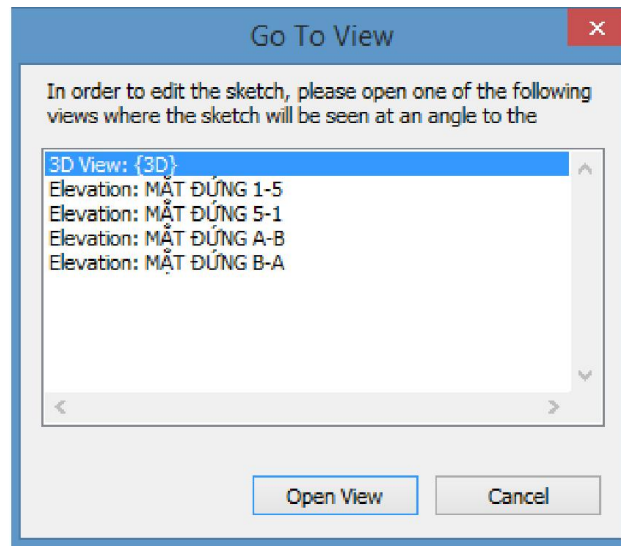 Go To View
In order to edit the sketch, please open one of the following
views where the sketch will be seen at an angle to the
3D View: {3D}
Elevation: MẶT ĐỨNG 1-5
Elevation: MẶT ĐỨNG 5-1
Elevation: MẶT ĐỨNG A-B
Elevation: MẶT ĐỨNG B-A
Open View
Cancel